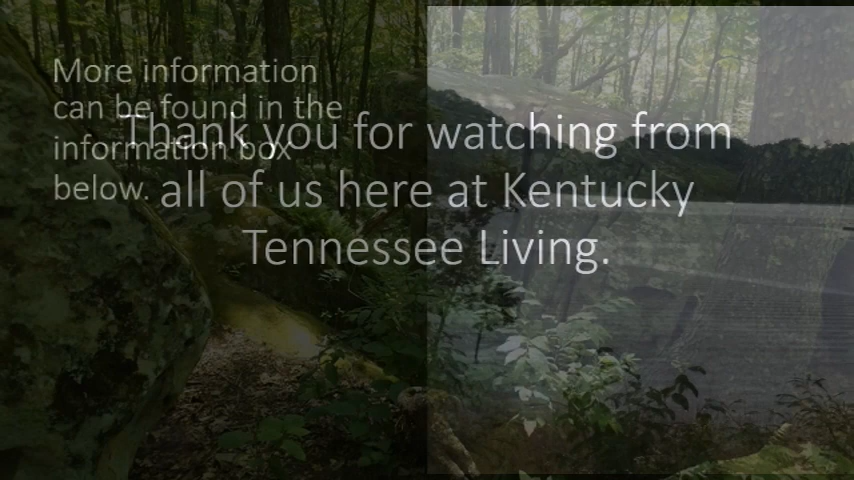 More information
can be found in the
information box
below.
Thank you for watching from
all of us here at Kentucky
Tennessee Living.